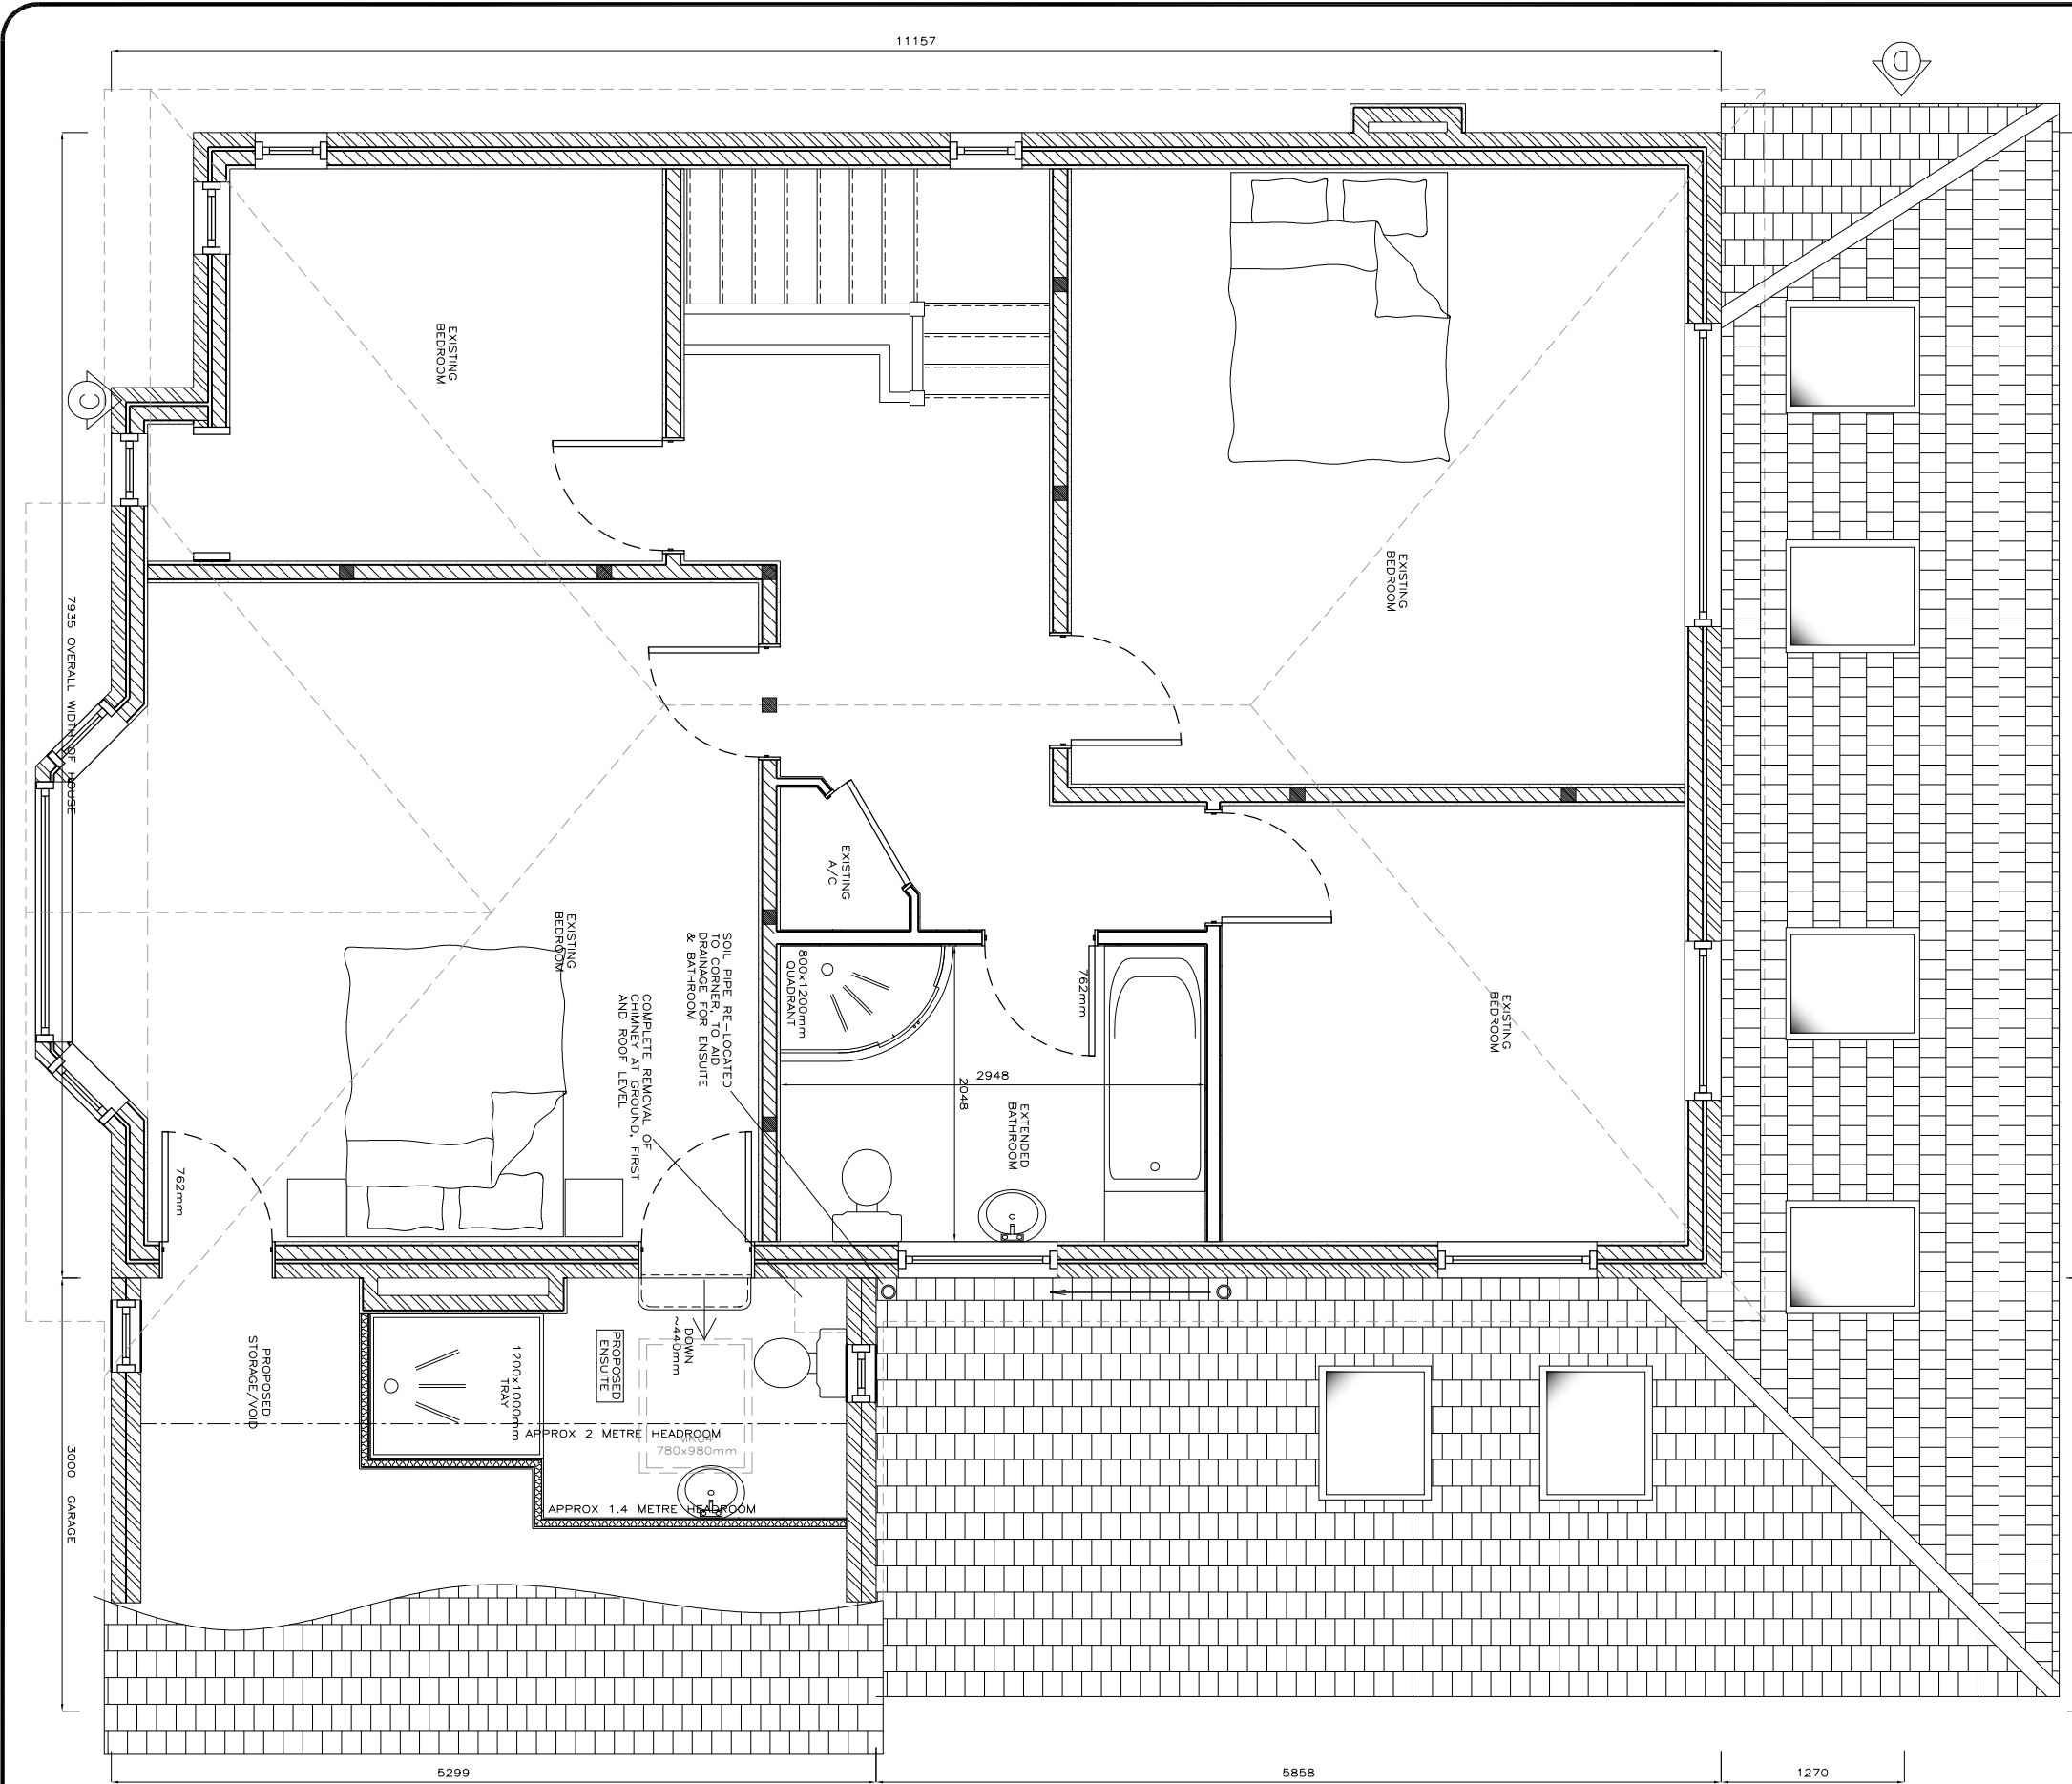 11157
D
C
EXISTING
BEDROOM
EXISTING
BEDROOM
7935 OVERALL WIDTH OF HOUSE
EXISTING
A/C
EXISTING
BEDROOM
SOIL PIPE RE-LOCATED
TO CORNER, TO AID
DRAINAGE FOR ENSUITE
& BATHROOM
800x1200mm
QUADRANT
762mm
EXISTING
BEDROOM
COMPLETE REMOVAL OF
CHIMNEY AT GROUND, FIRST
AND ROOF LEVEL
2948
2048
EXTENDED
BATHROOM
762mm
PROPOSED
STORAGE/VOID
1200x1000mm
TRAY
PROPOSED
ENSUITE
DOWN
~440mm
APPROX 2 METRE HEADROOM
MK04
780x980mm
APPROX 1.4 METRE HEADROOM
3000 GARAGE
5299
5858
1270